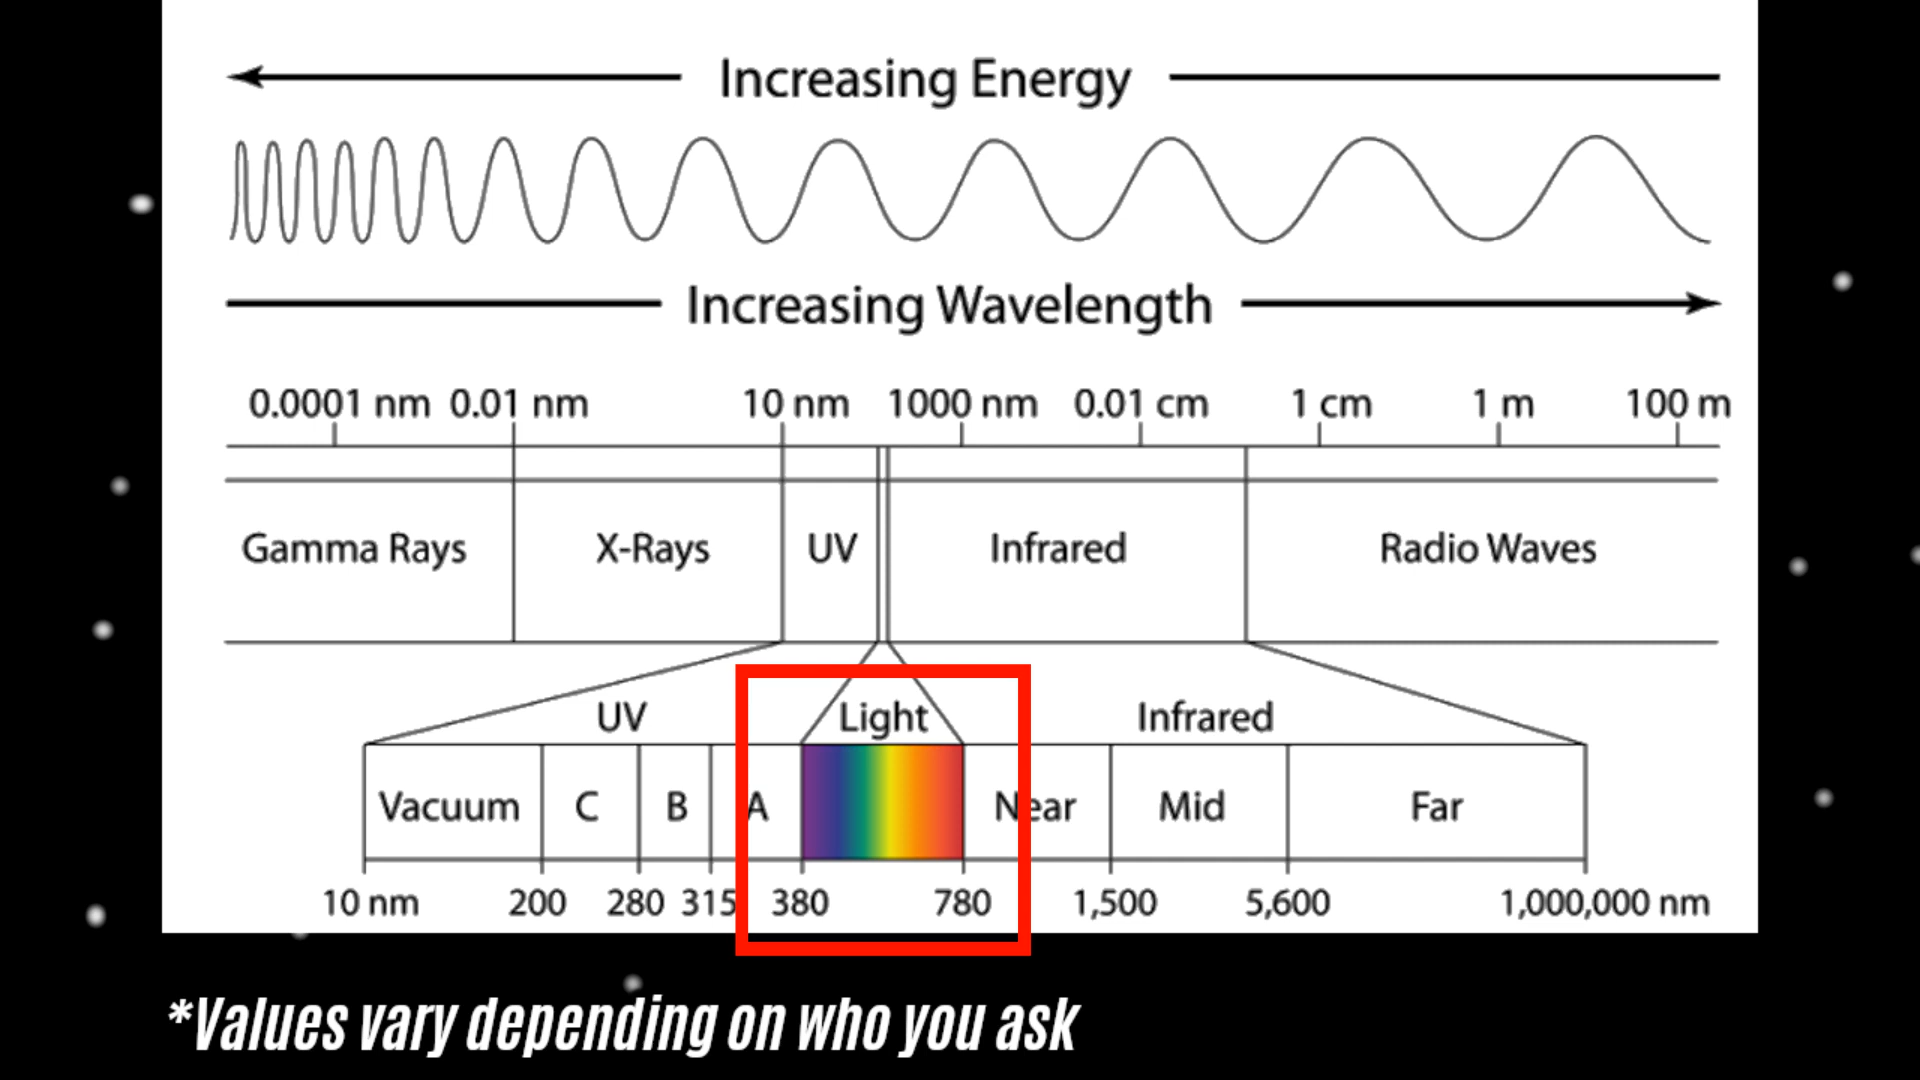 Increasing Energy
Increasing Wavelength
0.0001 nm 0.01 nm 10 nm 1000 nm 0.01 cm 1 cm 1 m 100 m
Gamma Rays X-Rays UV Infrared Radio Waves
UV Light Infrared
Vacuum C B A Near Mid Far
10 nm 200 280 315 380 780 1,500 5,600 1,000,000 nm
*Values vary depending on who you ask